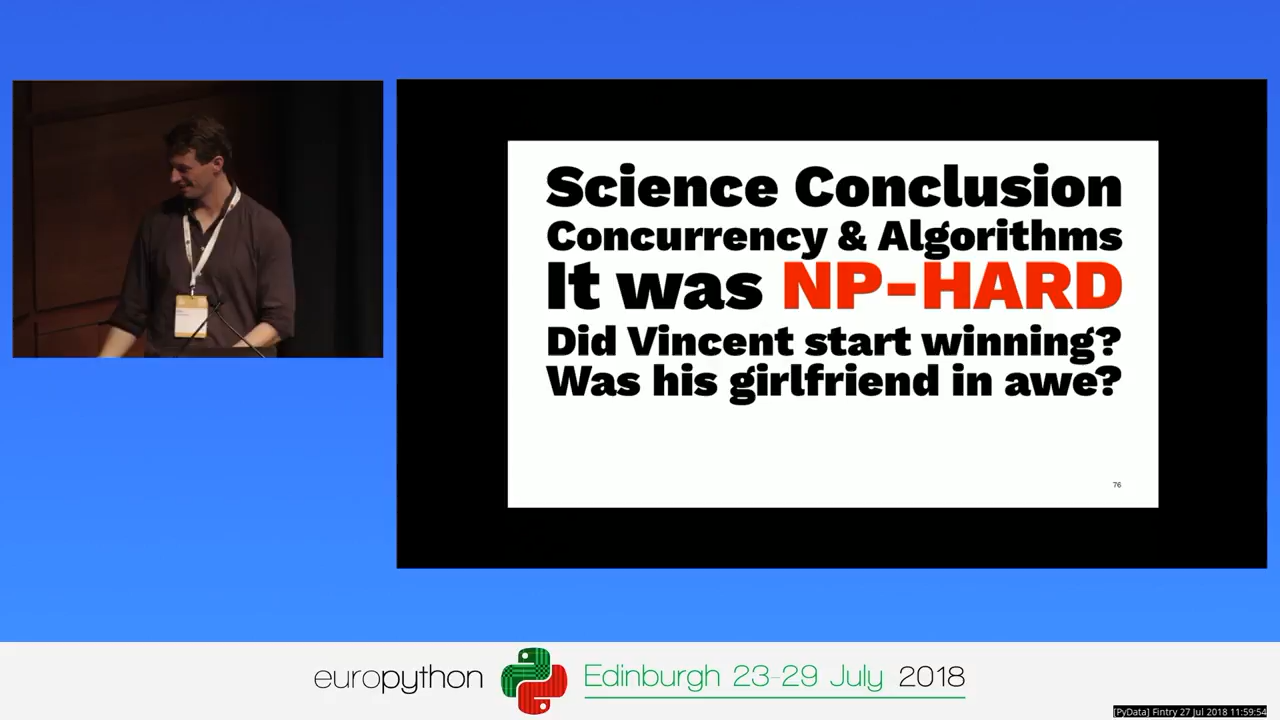 Science Conclusion
Concurrency & Algorithms
It was NP-HARD
Did Vincent start winning?
Was his girlfriend in awe?
76
europython Edinburgh 23-29 July 2018
[PyData] Fintry 27 Jul 2018 11:59:54